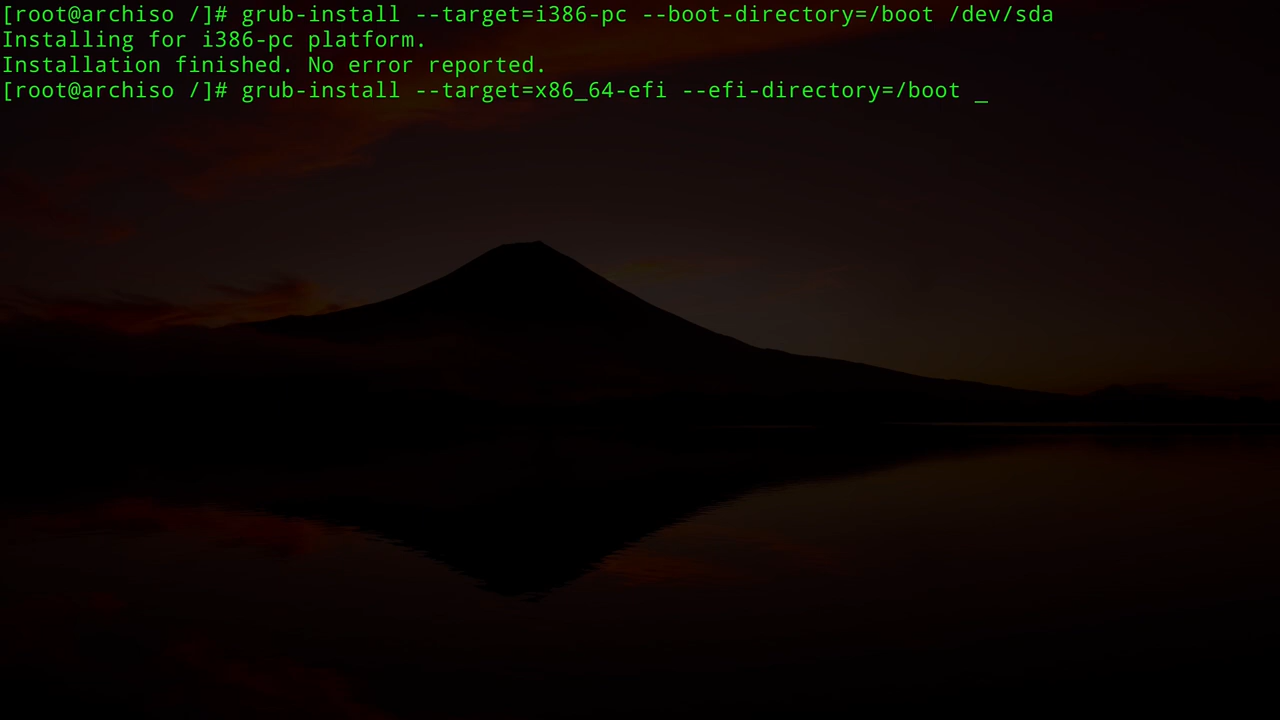 [root@archiso /]# grub-install --target=i386-pc --boot-directory=/boot /dev/sda
Installing for i386-pc platform.
Installation finished. No error reported.
[root@archiso /]# grub-install --target=x86_64-efi --efi-directory=/boot _